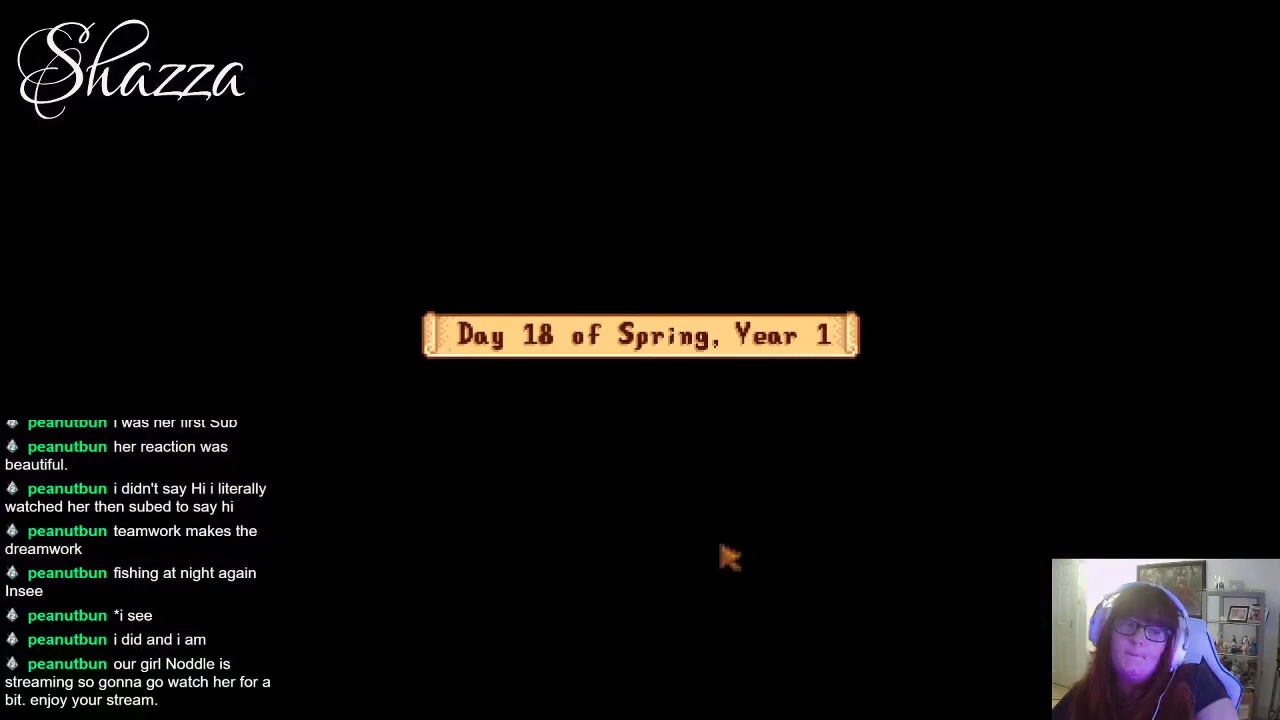 Shazza
Day 18 of Spring, Year 1
peanutbun i was her first Sub
peanutbun her reaction was
beautiful.
peanutbun i didn't say Hi i literally
watched her then subed to say hi
peanutbun teamwork makes the
dreamwork
peanutbun fishing at night again
Insee
peanutbun *i see
peanutbun i did and i am
peanutbun our girl Noddle is
streaming so gonna go watch her for a
bit. enjoy your stream.